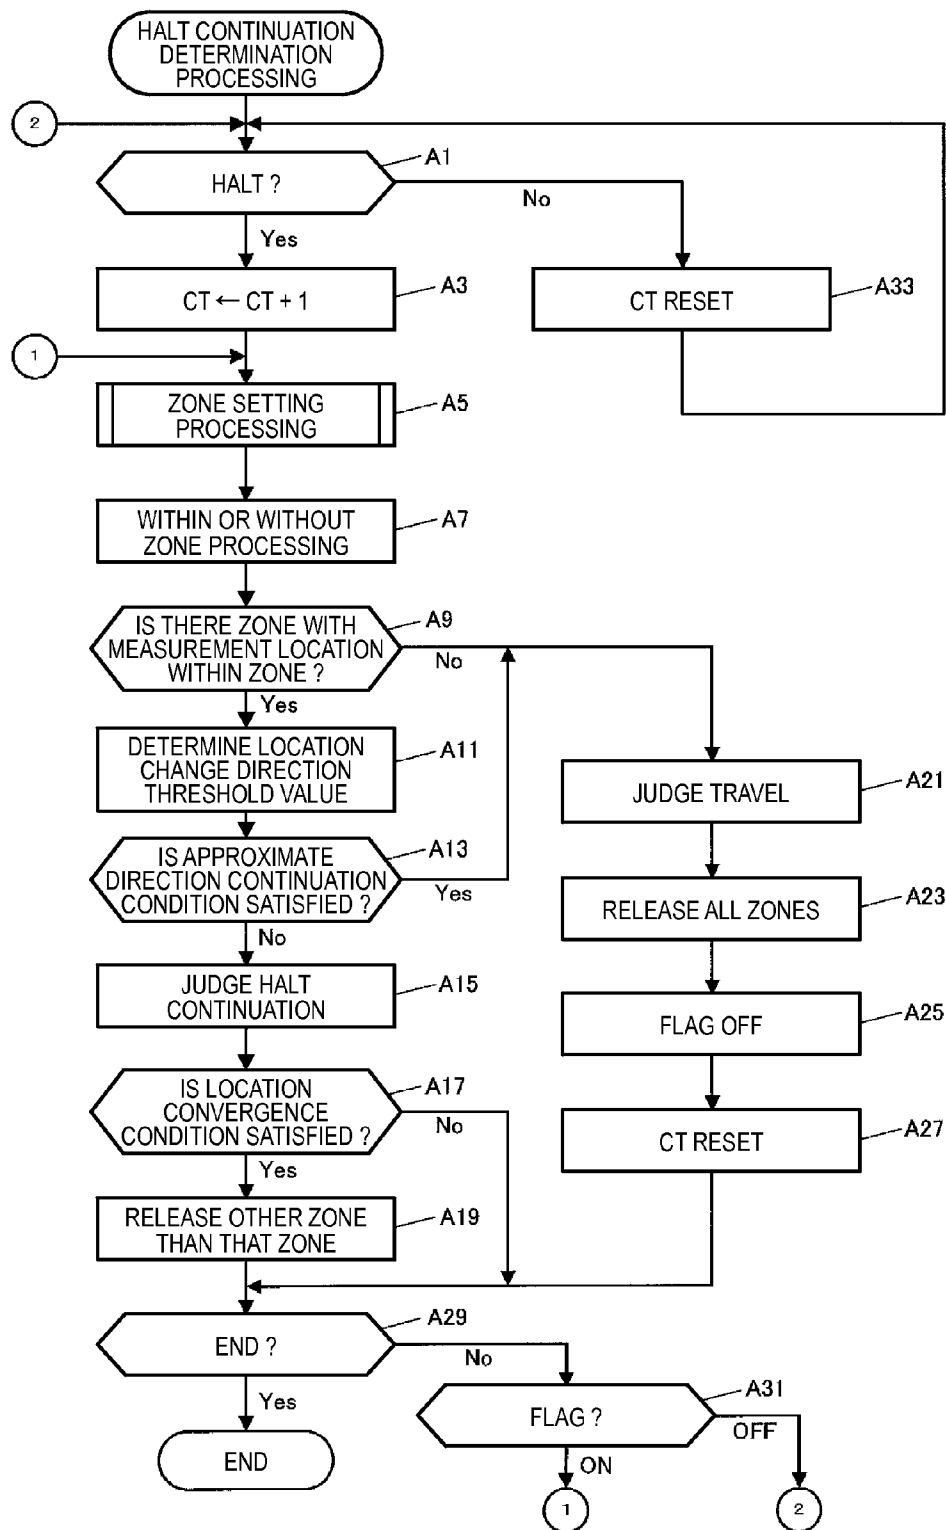 HALT CONTINUATION
DETERMINATION
PROCESSING
2
A1
HALT ?
No
Yes
A3
CT ← CT + 1
A33
CT RESET
1
A5
ZONE SETTING
PROCESSING
A7
WITHIN OR WITHOUT
ZONE PROCESSING
A9
IS THERE ZONE WITH
MEASUREMENT LOCATION
WITHIN ZONE ?
No
Yes
A11
DETERMINE LOCATION
CHANGE DIRECTION
THRESHOLD VALUE
A21
JUDGE TRAVEL
A13
IS APPROXIMATE
DIRECTION CONTINUATION
CONDITION SATISFIED ?
Yes
No
A23
RELEASE ALL ZONES
A15
JUDGE HALT
CONTINUATION
A25
FLAG OFF
A17
IS LOCATION
CONVERGENCE
CONDITION SATISFIED ?
No
Yes
A27
CT RESET
A19
RELEASE OTHER ZONE
THAN THAT ZONE
A29
END ?
No
Yes
A31
FLAG ?
OFF
ON
END
1
2